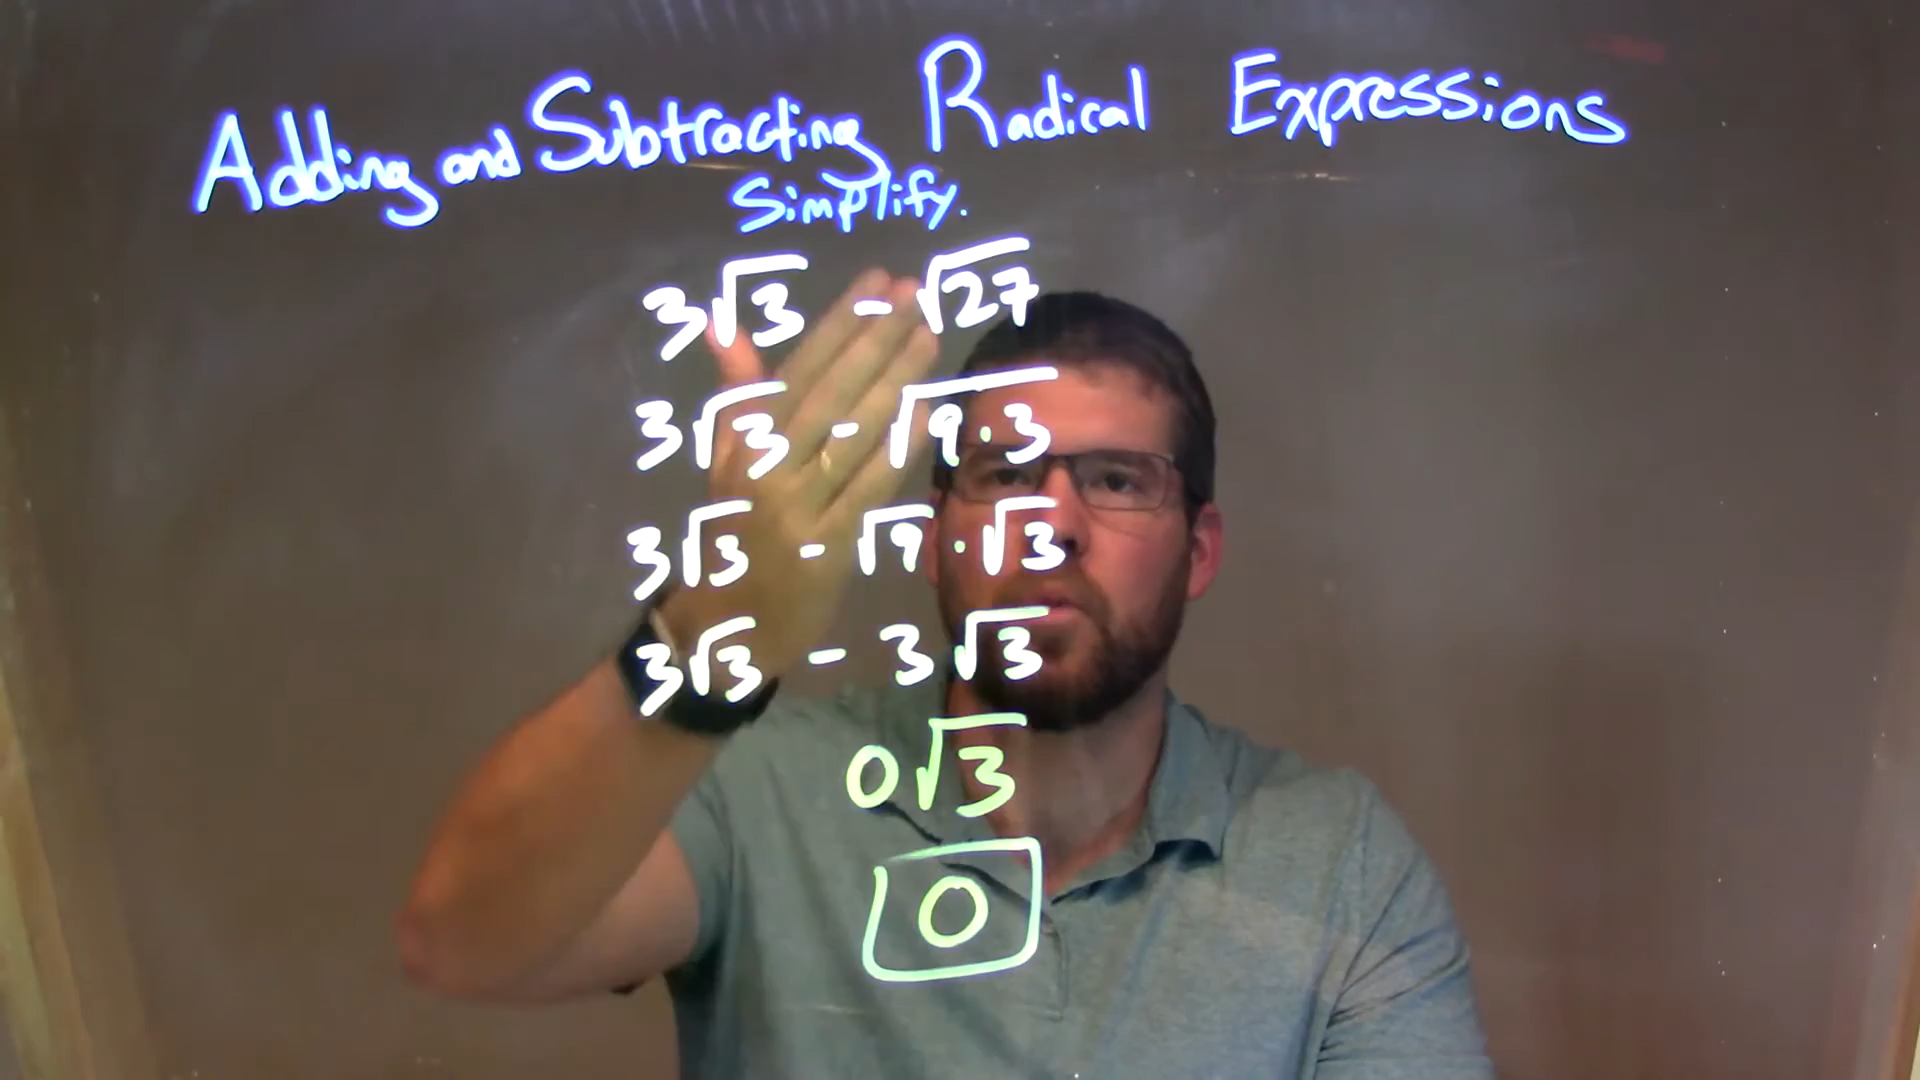 Adding and Subtracting Radical Expressions
Simplify.
3√3 - √27
3√3 - √9·3
3√3 - √9 · √3
3√3 - 3√3
0√3
0